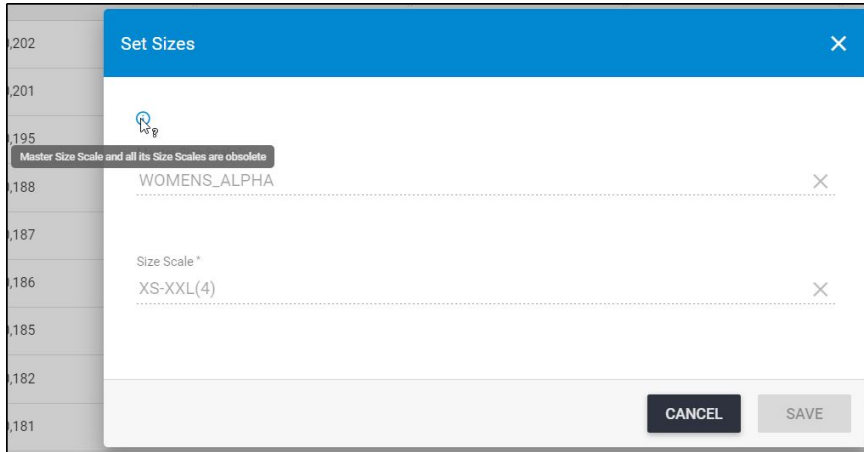 ,202
Set Sizes
,201
,195
Master Size Scale and all its Size Scales are obsolete
,188
WOMENS_ALPHA
,187
Size Scale *
,186
XS-XXL(4)
,185
,182
,181
CANCEL
SAVE